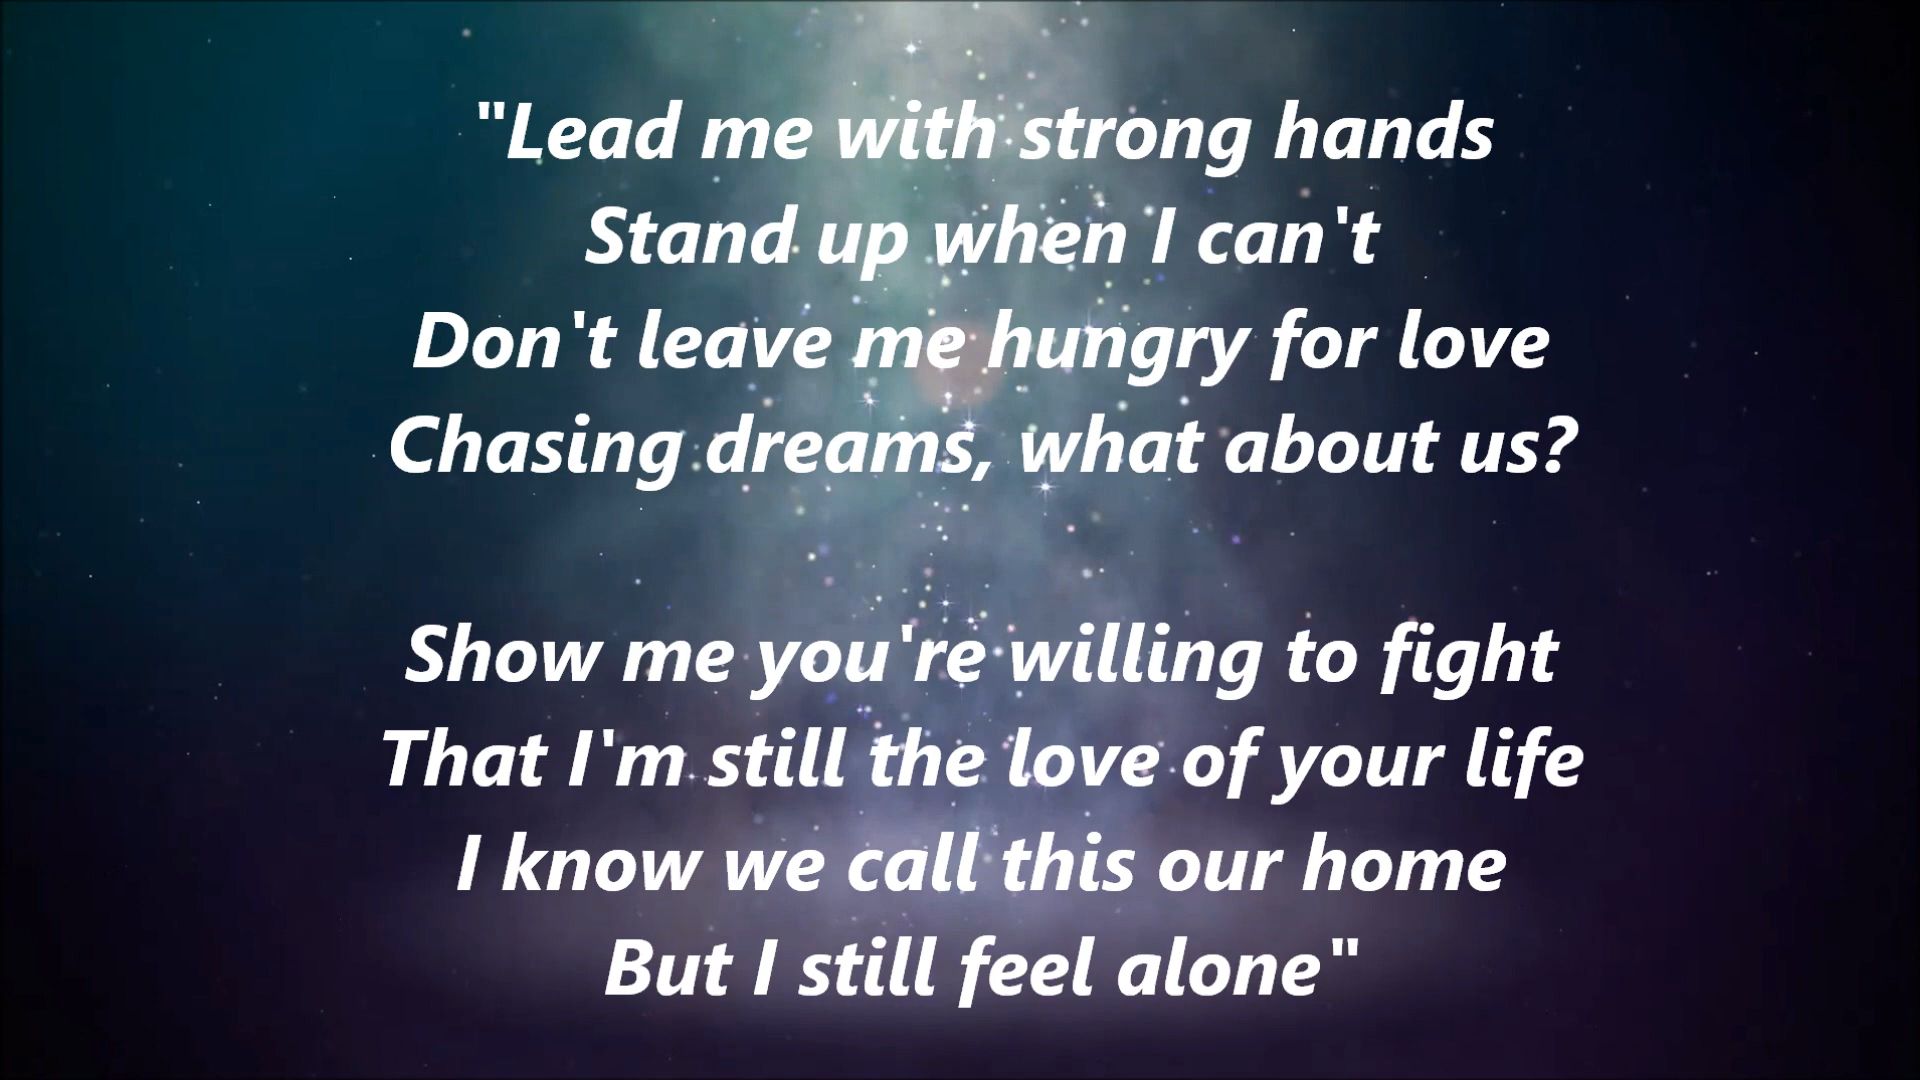 "Lead me with strong hands
Stand up when I can't
Don't leave me hungry for love
Chasing dreams, what about us?
Show me you're willing to fight
That I'm still the love of your life
I know we call this our home
But I still feel alone"